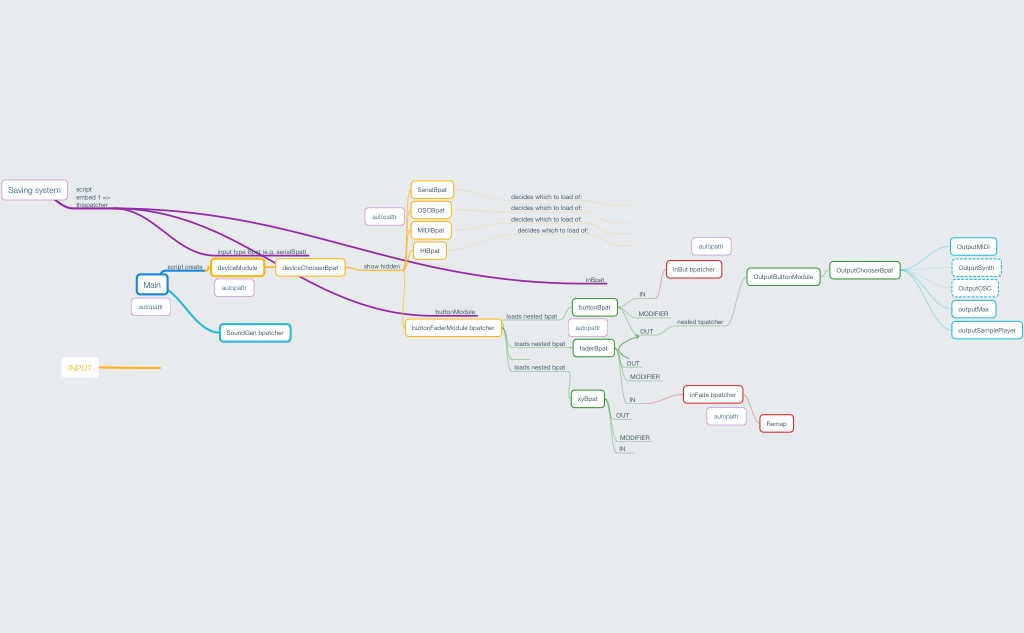 Saving system
script
embed 1 =>
thispatcher
SerialBpat
OSCBpat
MIDIBpat
HIBpat
autopattr
decides which to load of:
decides which to load of:
decides which to load of:
decides which to load of:
input type Bpat (e.g. serialBpat)
script create
deviceModule
deviceChooserBpat
show hidden
autopattr
Main
autopattr
SoundGen bpatcher
INPUT
inBpat
buttonModule
buttonFaderModule bpatcher
loads nested bpat
loads nested bpat
loads nested bpat
buttonBpat
autopattr
faderBpat
xyBpat
IN
MODIFIER
OUT
nested bpatcher
OUT
MODIFIER
IN
OUT
MODIFIER
IN
autopattr
inBut bpatcher
inFade bpatcher
autopattr
Remap
OutputButtonModule
OutputChooserBpat
OutputMIDI
OutputSynth
OutputOSC
outputMax
outputSamplePlayer